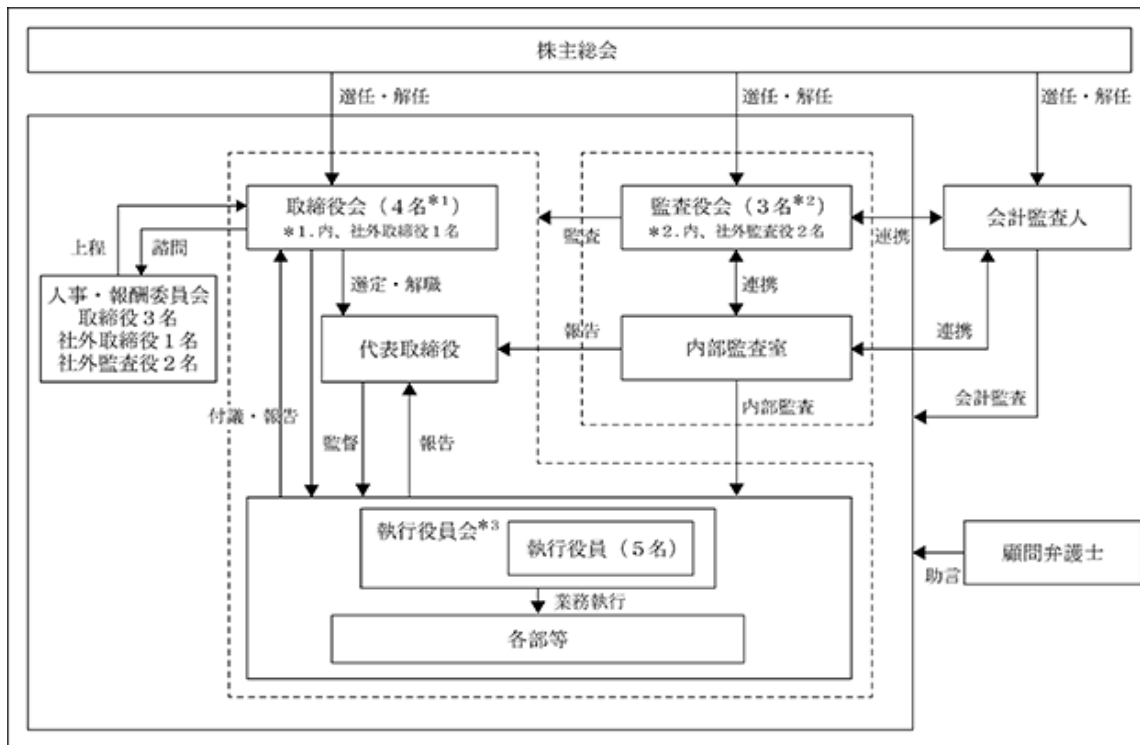 株主総会
選任・解任
選任・解任
選任・解任
取締役会（4名*1）
*1.内、社外取締役1名
監査役会（3名*2）
*2.内、社外監査役2名
会計監査人
監査
連携
上程
諮問
人事・報酬委員会
取締役3名
社外取締役1名
社外監査役2名
選定・解職
連携
代表取締役
報告
内部監査室
連携
付議・報告
監督
報告
内部監査
会計監査
執行役員会*3
執行役員（5名）
業務執行
各部等
顧問弁護士
助言